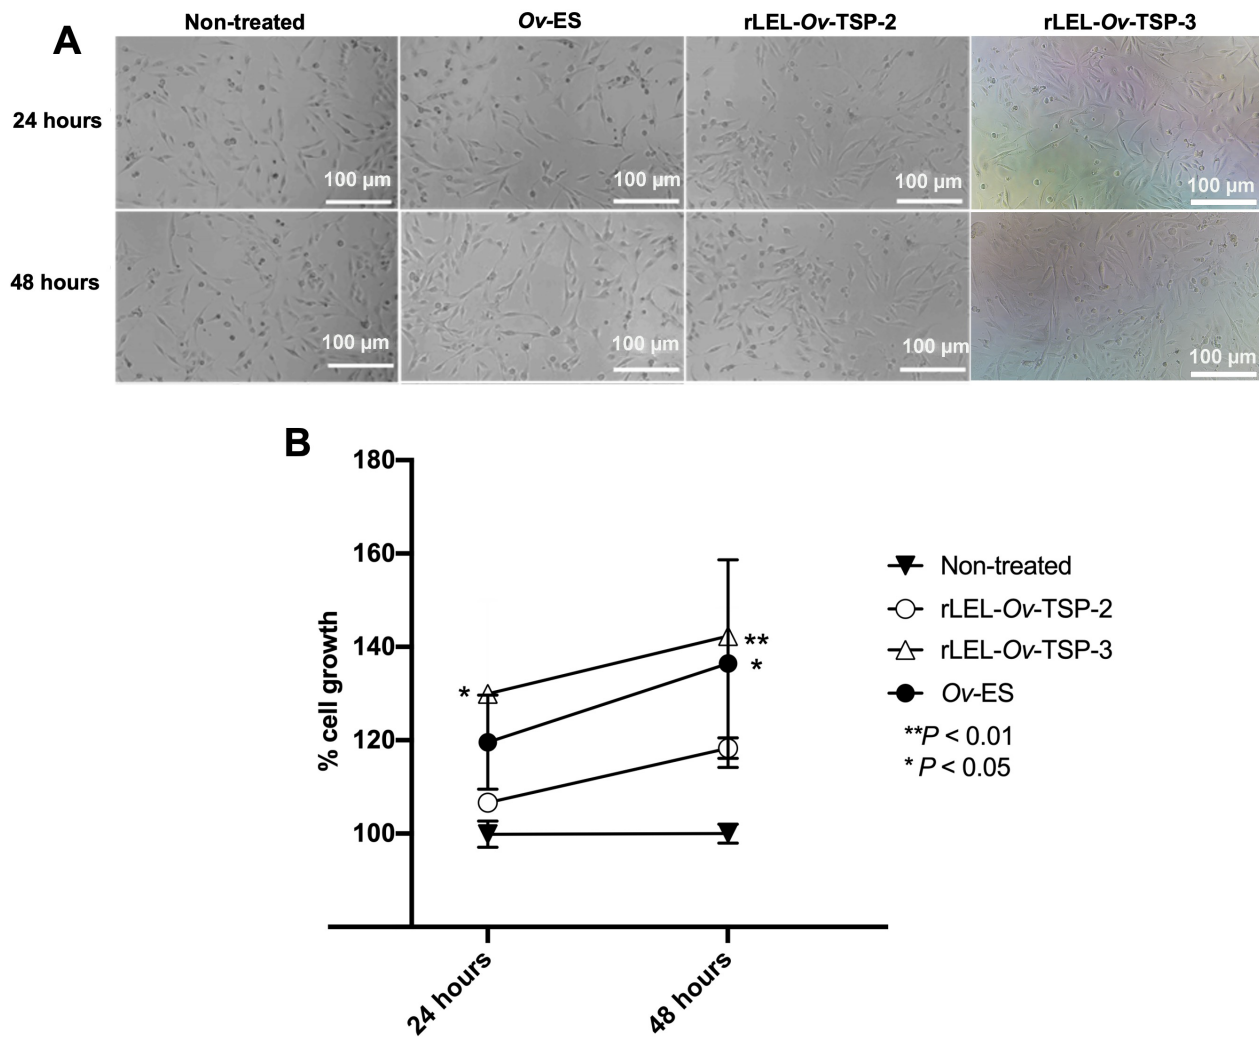 A
Non-treated
Ov-ES
rLEL-Ov-TSP-2
rLEL-Ov-TSP-3
24 hours
100 µm
100 µm
100 µm
100 µm
48 hours
100 µm
100 µm
100 µm
100 µm
B
% cell growth
180
160
140
120
100
*
**
*
24 hours
48 hours
Non-treated
rLEL-Ov-TSP-2
rLEL-Ov-TSP-3
Ov-ES
**P < 0.01
* P < 0.05